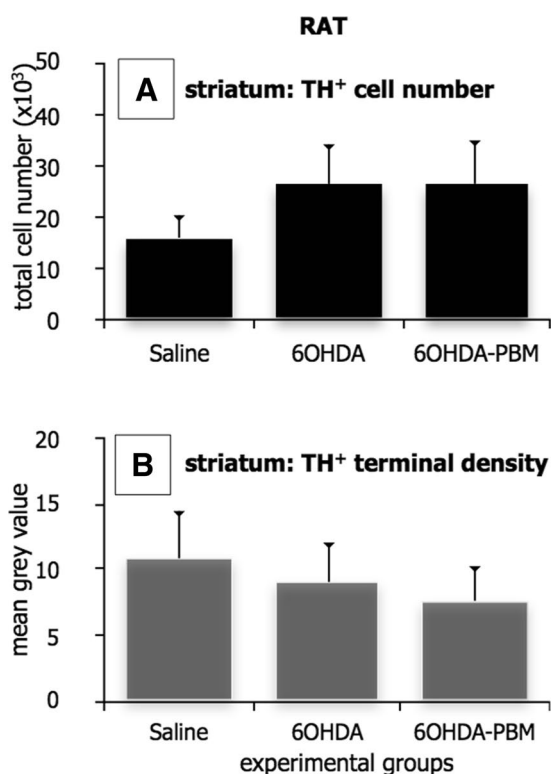 RAT
A striatum: TH⁺ cell number
total cell number (x10³)
50
40
30
20
10
0
Saline 6OHDA 6OHDA-PBM
B striatum: TH⁺ terminal density
mean grey value
20
15
10
5
0
Saline 6OHDA 6OHDA-PBM
experimental groups